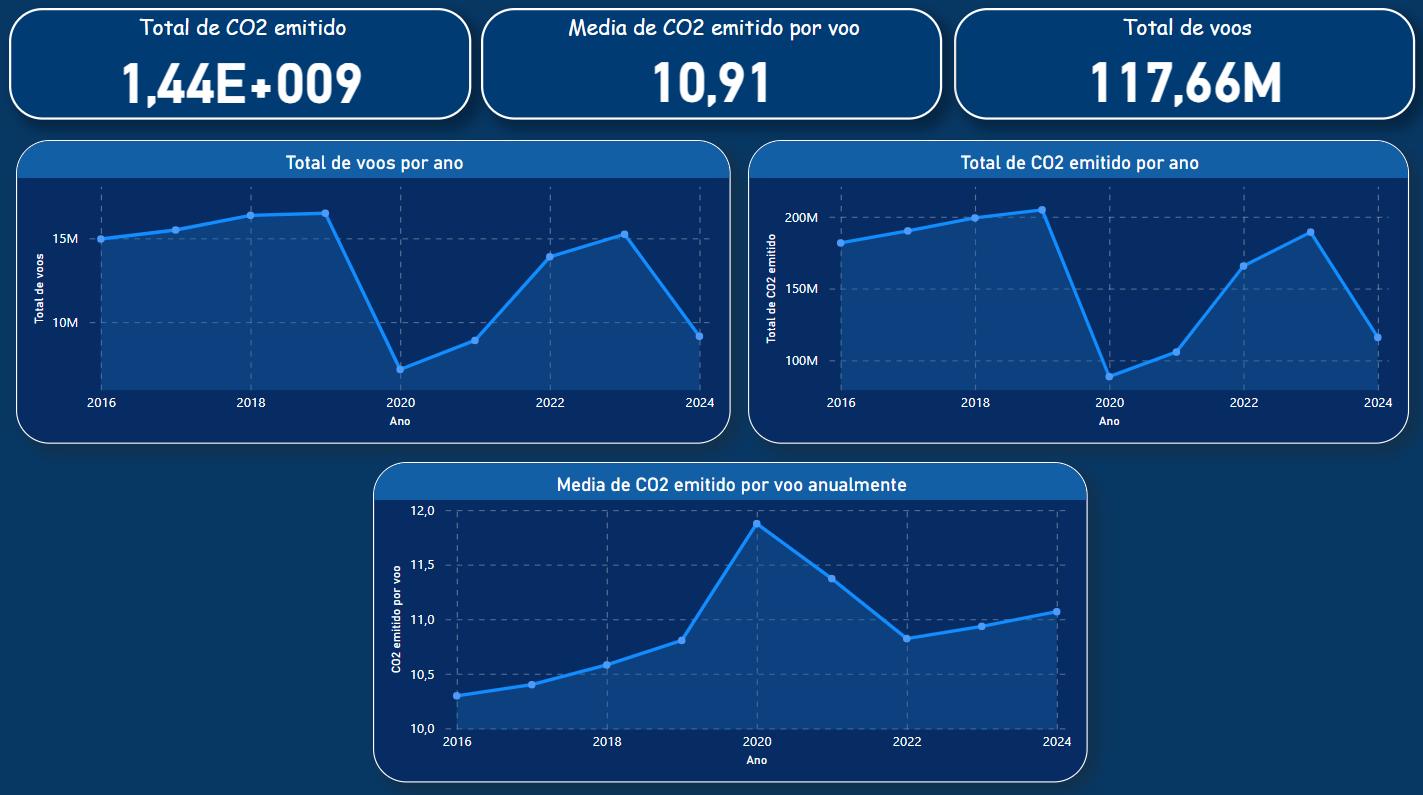 Total de CO2 emitido
1,44E+009
Media de CO2 emitido por voo
10,91
Total de voos
117,66M
Total de voos por ano
Total de voos
15M
10M
2016
2018
2020
2022
2024
Ano
Total de CO2 emitido por ano
Total de CO2 emitido
200M
150M
100M
2016
2018
2020
2022
2024
Ano
Media de CO2 emitido por voo anualmente
CO2 emitido por voo
12,0
11,5
11,0
10,5
10,0
2016
2018
2020
2022
2024
Ano